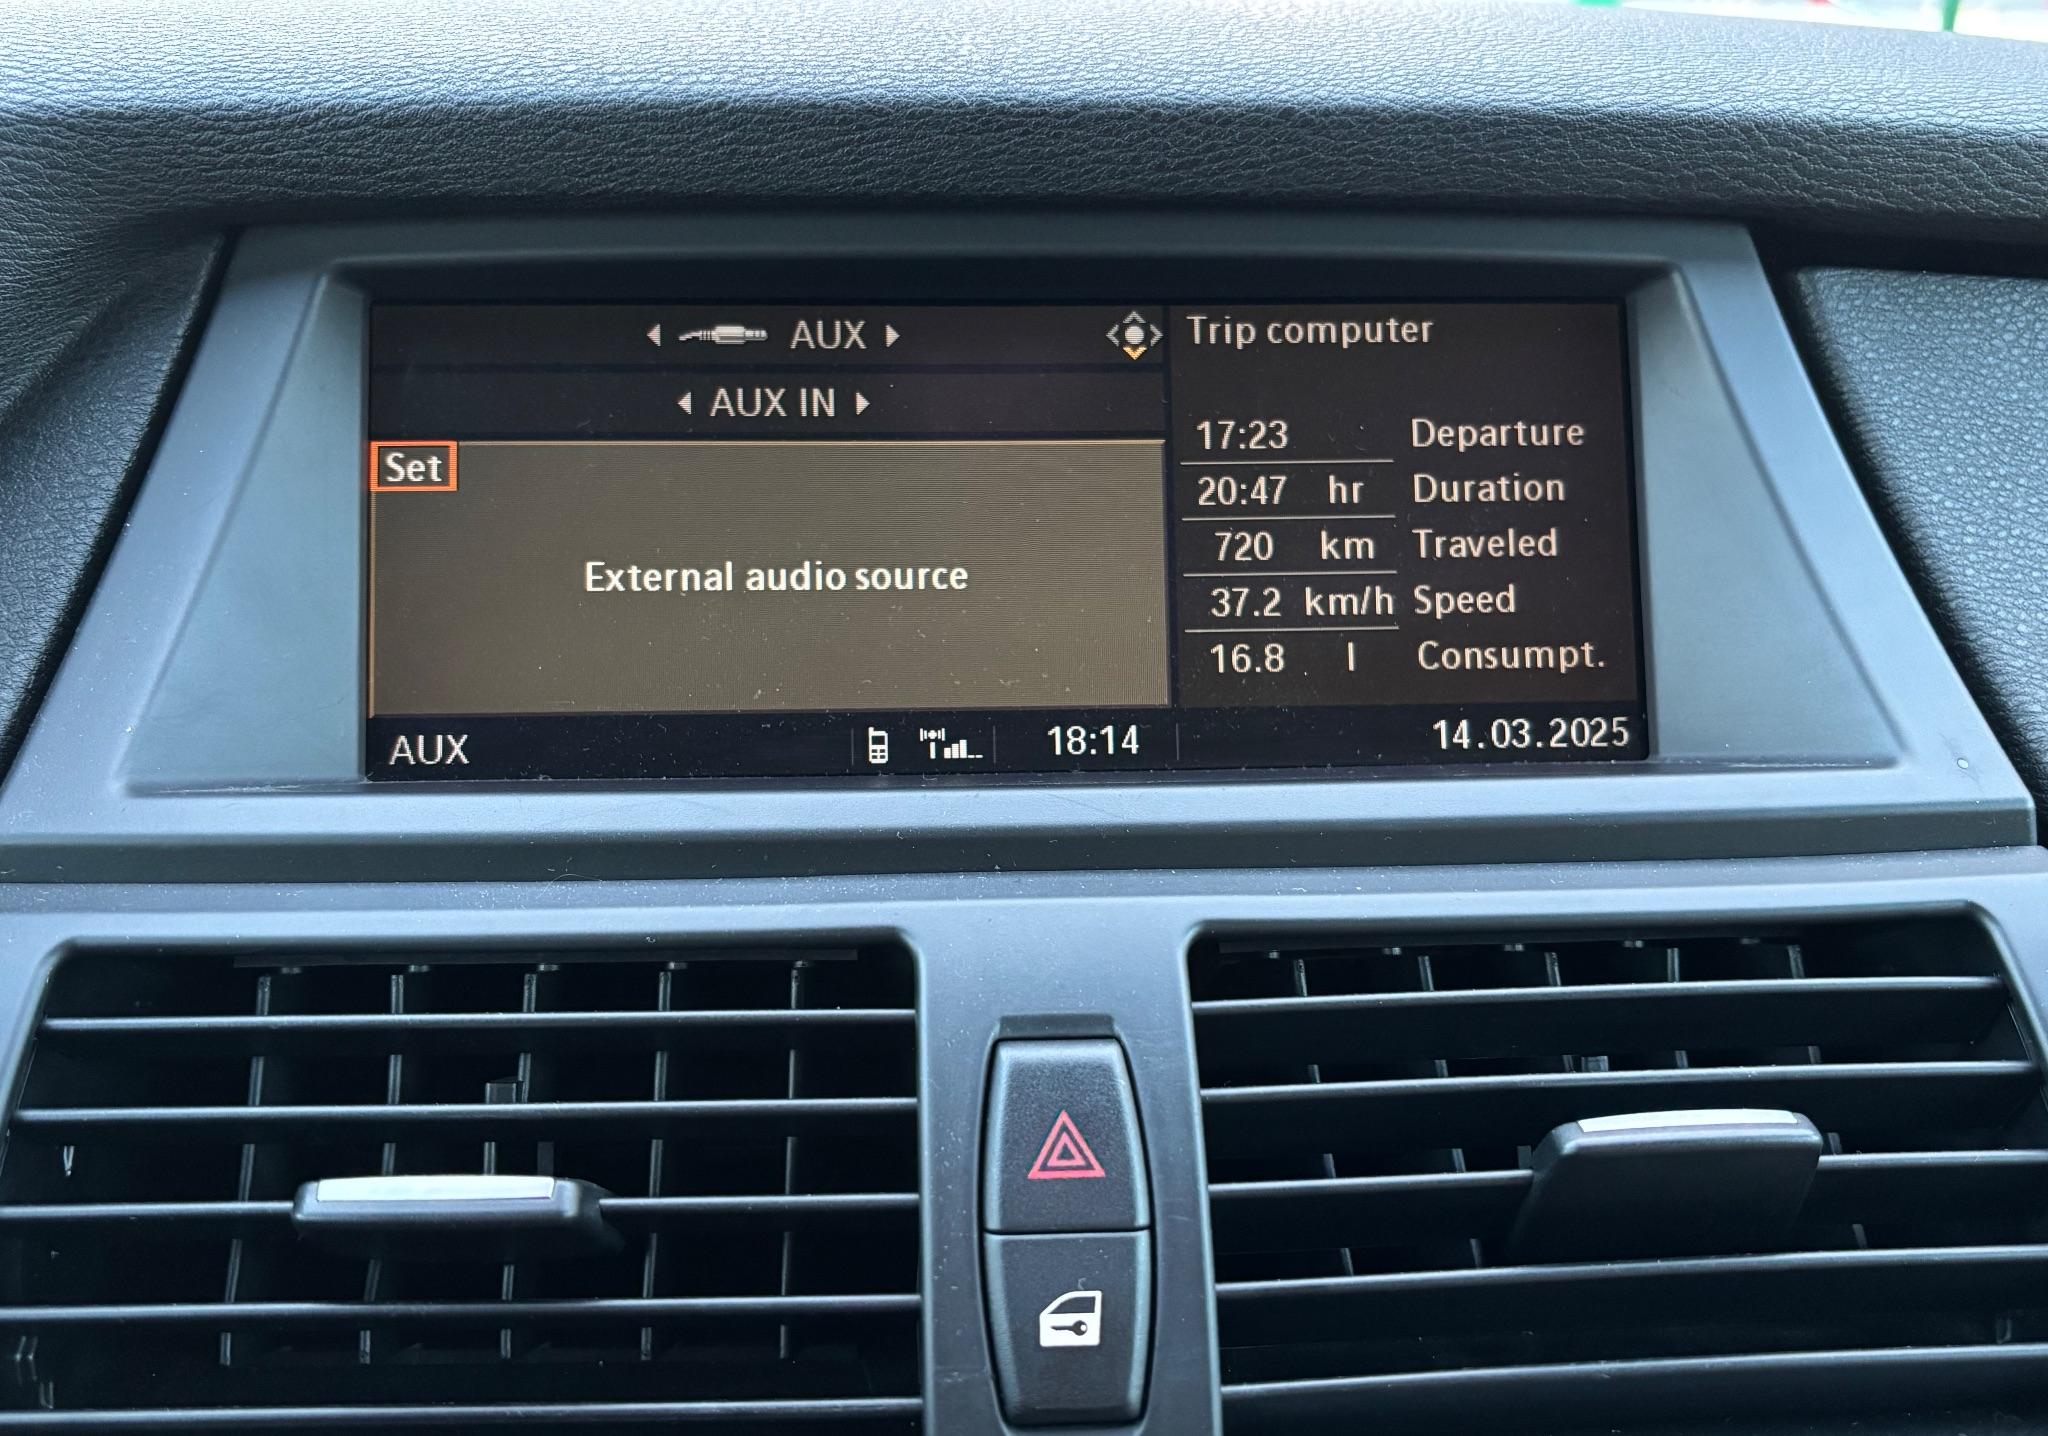 AUX
AUX IN
Set
External audio source
AUX
18:14
Trip computer
17:23 Departure
20:47 hr Duration
720 km Traveled
37.2 km/h Speed
16.8 l Consumpt.
14.03.2025